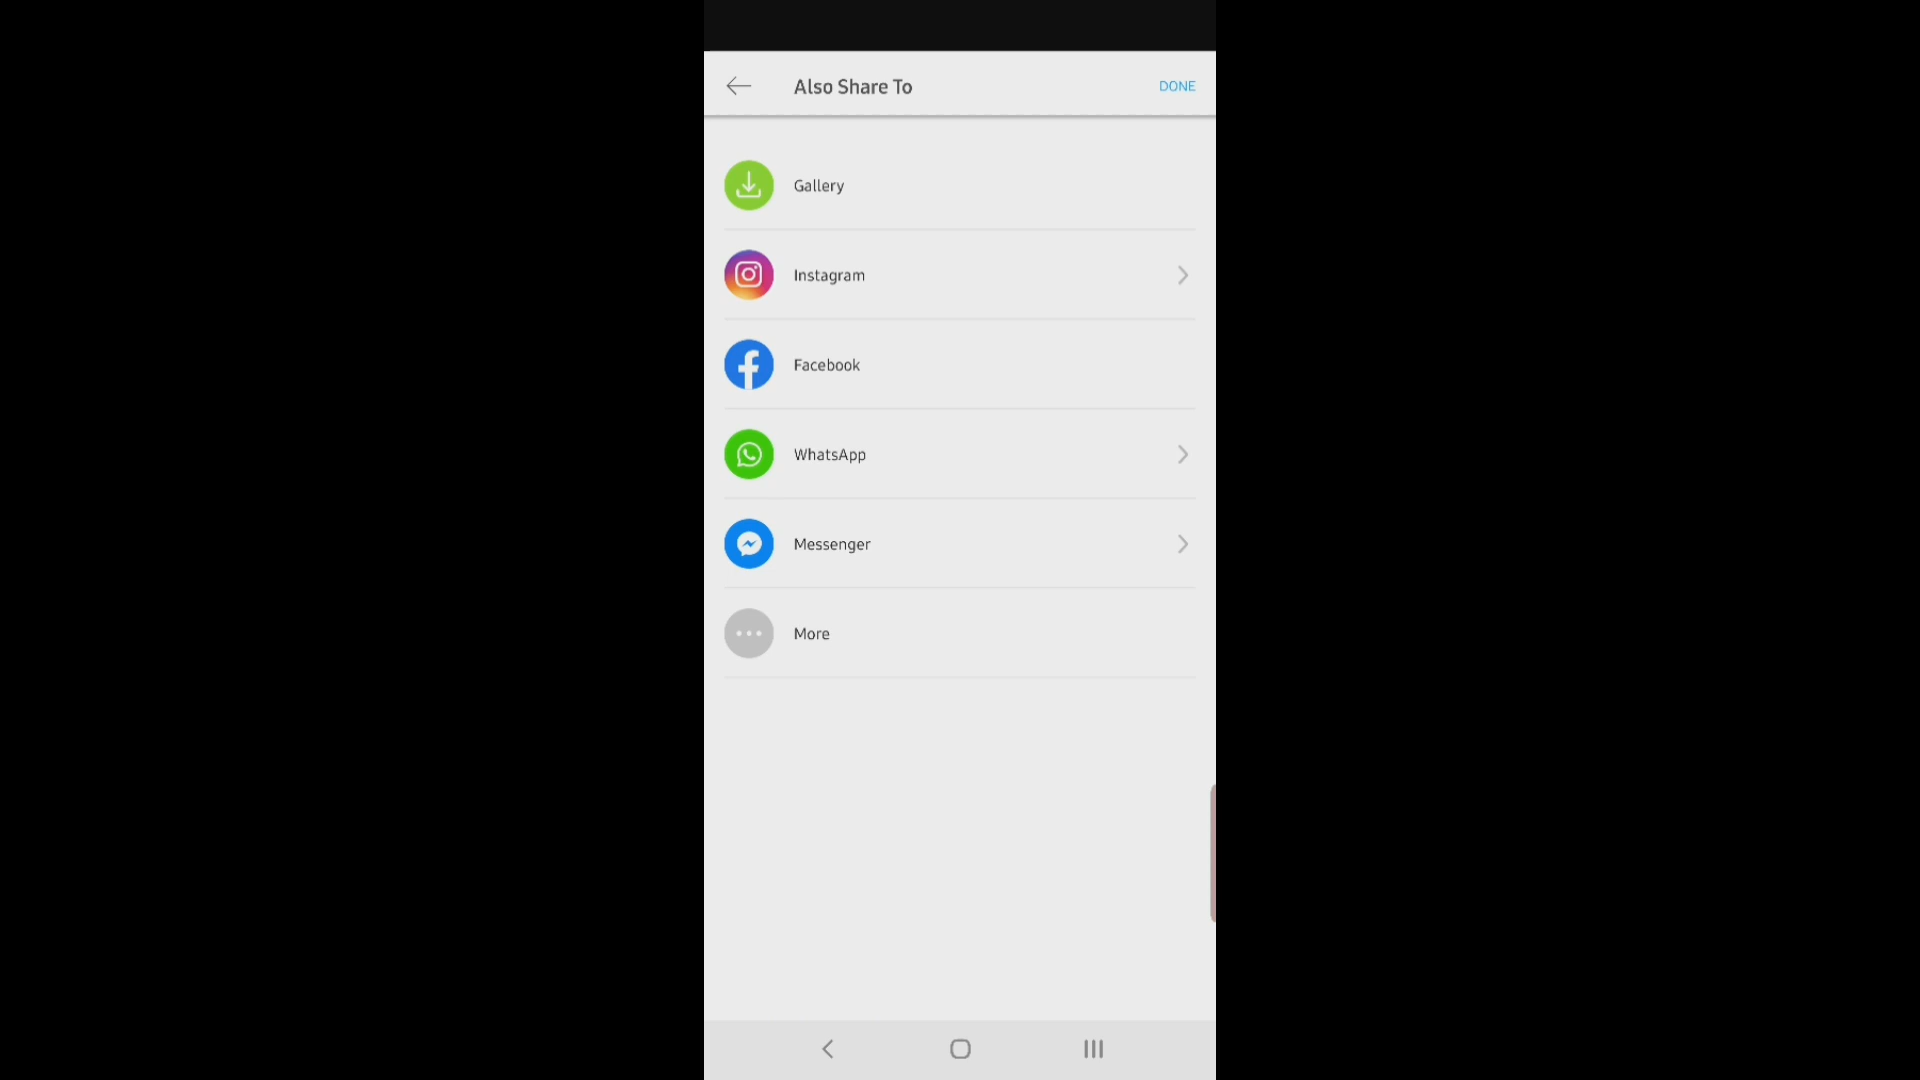 Also Share To
DONE
Gallery
Instagram
Facebook
WhatsApp
Messenger
More